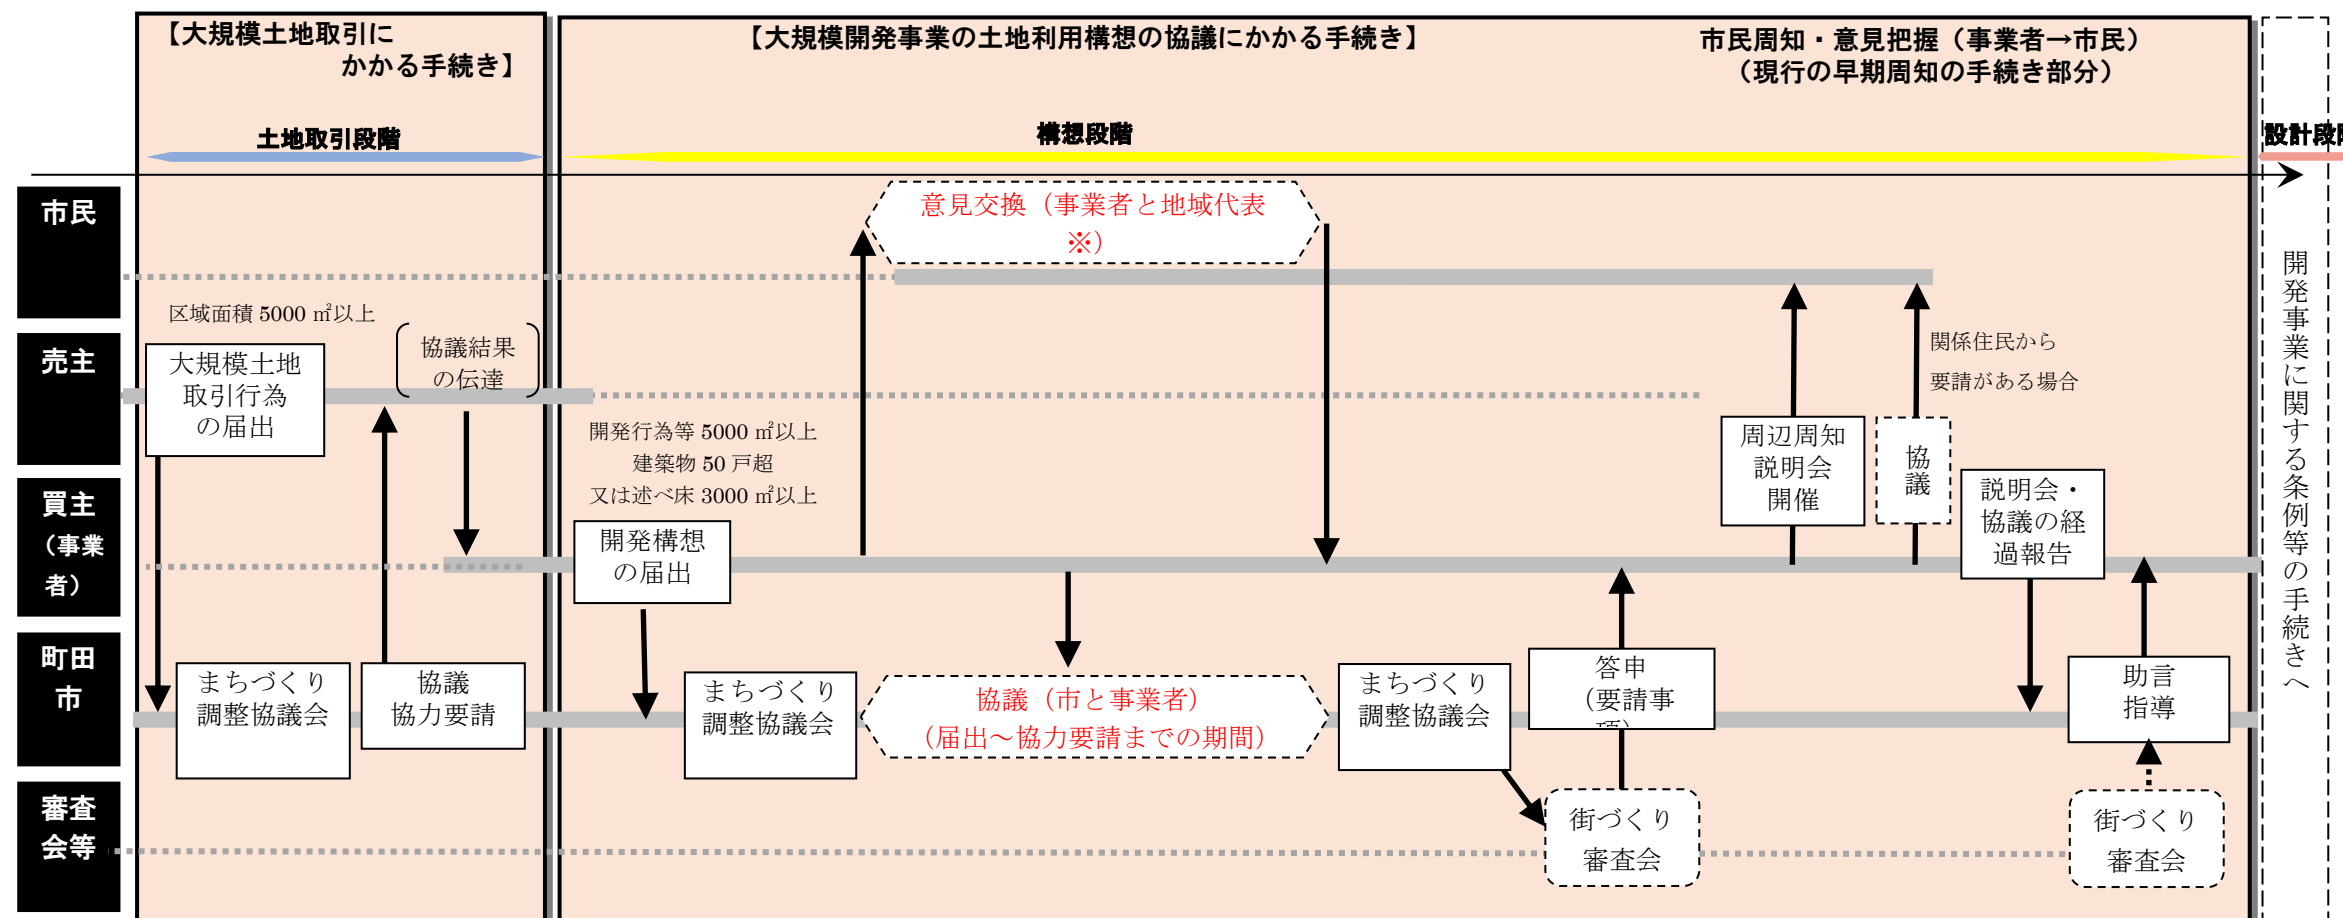 【大規模土地取引に
かかる手続き】
【大規模開発事業の土地利用構想の協議にかかる手続き】
市民周知・意見把握（事業者→市民）
（現行の早期周知の手続き部分）
土地取引段階
構想段階
設計段階
市民
意見交換（事業者と地域代表
※）
区域面積 5000 ㎡以上
売主
大規模土地
取引行為
の届出
協議結果
の伝達
関係住民から
要請がある場合
開発行為等 5000 ㎡以上
建築物 50 戸超
又は述べ床 3000 ㎡以上
周辺周知
説明会
開催
協
議
買主
（事業
者）
開発構想
の届出
説明会・
協議の経
過報告
町田
市
まちづくり
調整協議会
協議
協力要請
まちづくり
調整協議会
協議（市と事業者）
（届出～協力要請までの期間）
まちづくり
調整協議会
答申
（要請事
項）
助言
指導
審査
会等
街づくり
審査会
街づくり
審査会
開発事業に関する条例等の手続きへ